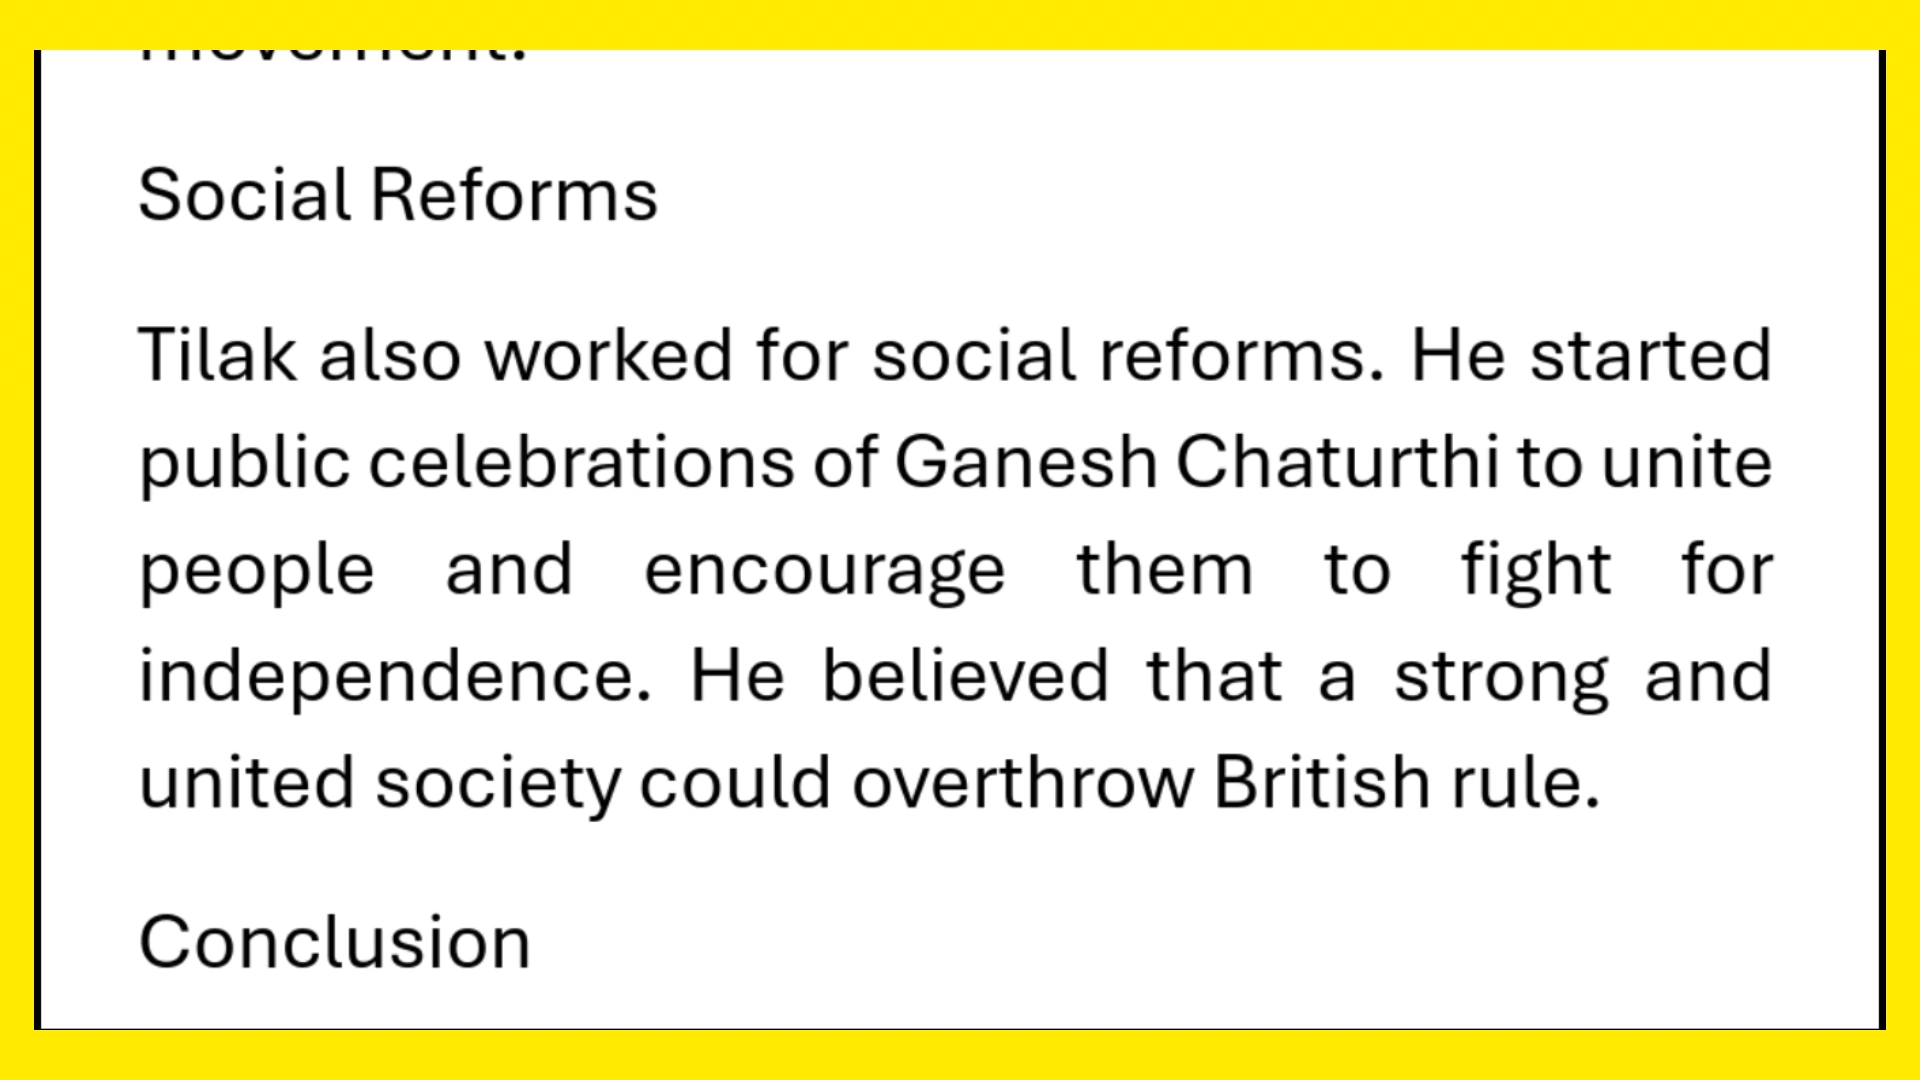 movement.
Social Reforms
Tilak also worked for social reforms. He started
public celebrations of Ganesh Chaturthi to unite
people and encourage them to fight for
independence. He believed that a strong and
united society could overthrow British rule.
Conclusion